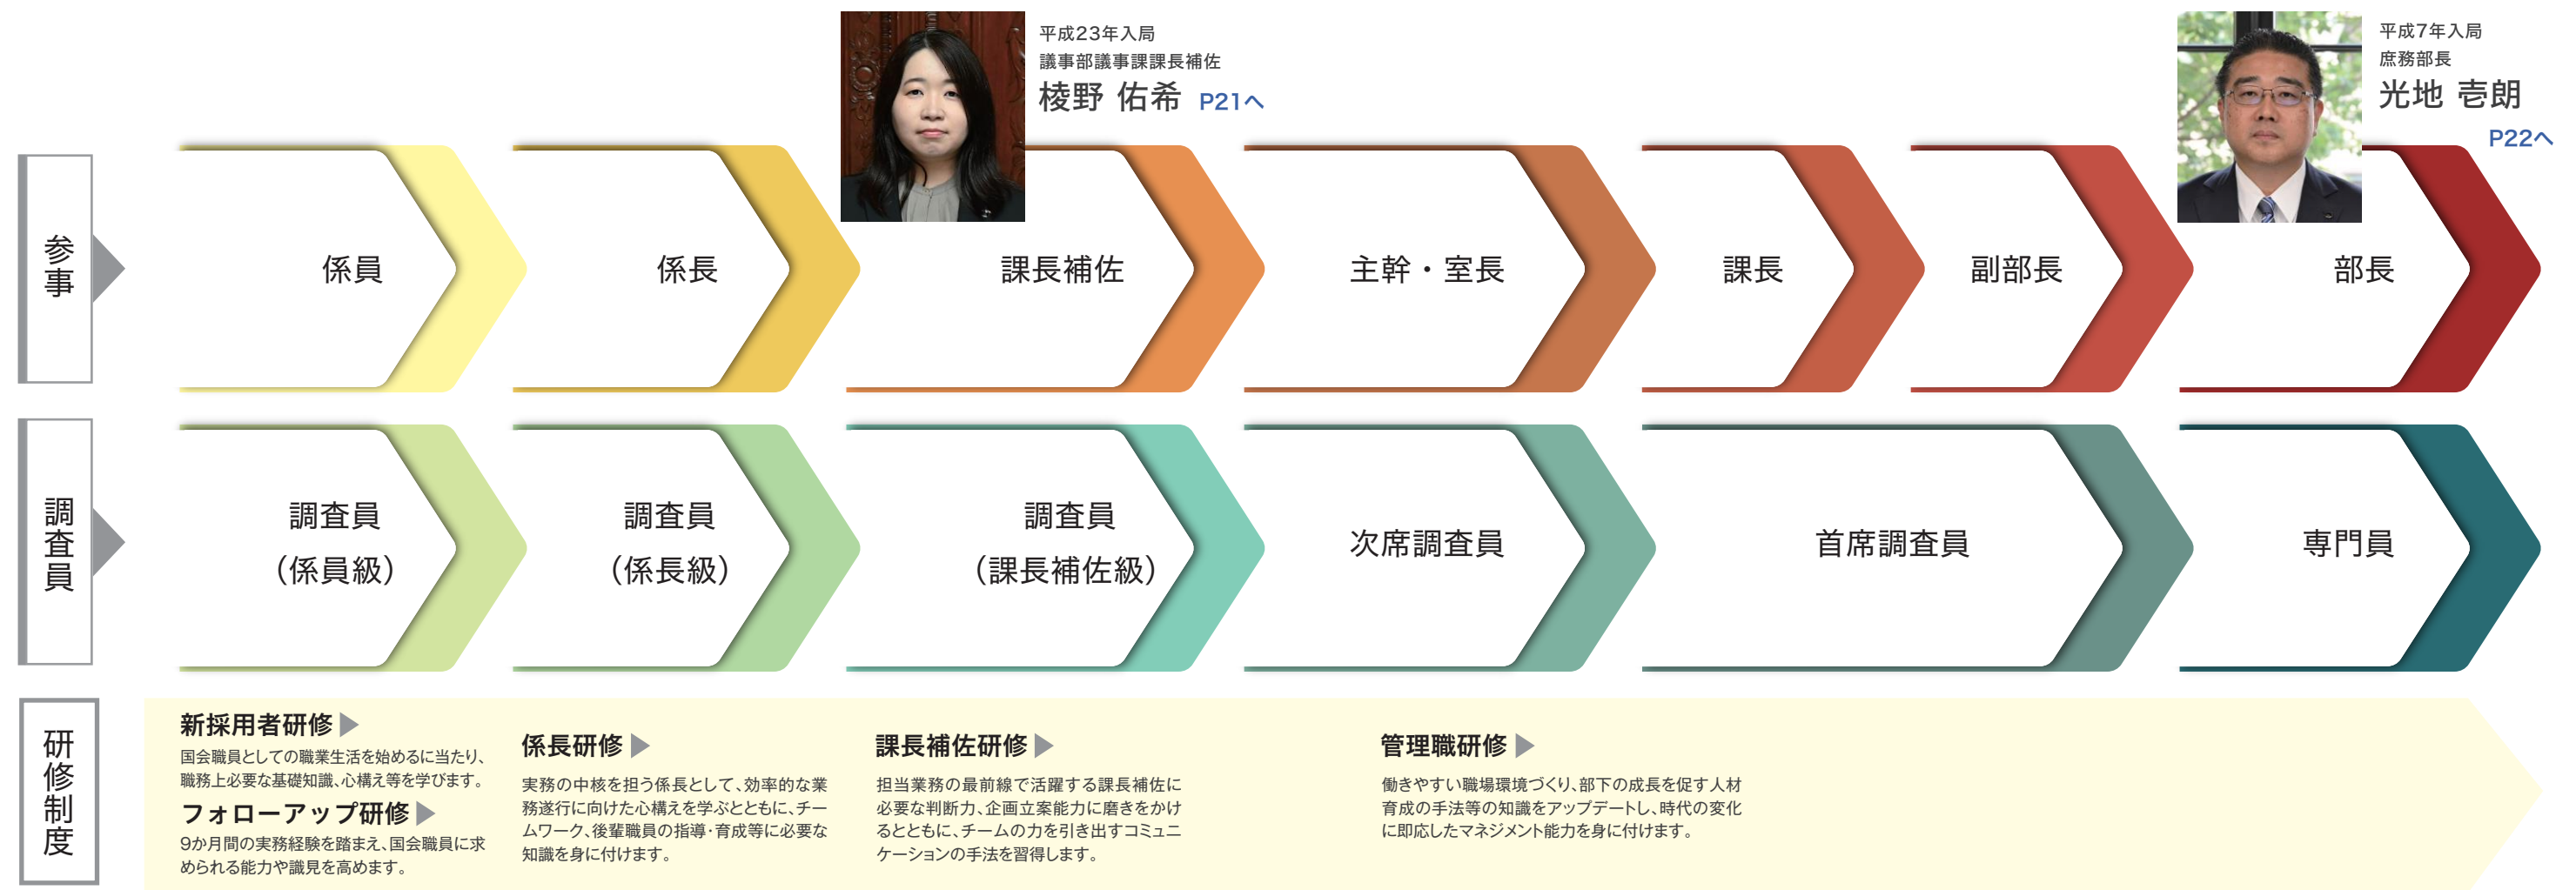 平成23年入局
議事部議事課課長補佐
棱野 佑希 P21へ
平成7年入局
庶務部長
光地 壱朗
P22へ
参事
係員
係長
課長補佐
主幹・室長
課長
副部長
部長
調査員
調査員
（係員級）
調査員
（係長級）
調査員
（課長補佐級）
次席調査員
首席調査員
専門員
研修制度
新採用者研修▶
国会職員としての職業生活を始めるに当たり、
職務上必要な基礎知識、心構え等を学びます。
フォローアップ研修▶
9か月間の実務経験を踏まえ、国会職員に求
められる能力や識見を高めます。
係長研修▶
実務の中核を担う係長として、効率的な業
務遂行に向けた心構えを学ぶとともに、チー
ムワーク、後輩職員の指導・育成等に必要な
知識を身に付けます。
課長補佐研修▶
担当業務の最前線で活躍する課長補佐に
必要な判断力、企画立案能力に磨きをかけ
るとともに、チームの力を引き出すコミュニ
ケーションの手法を習得します。
管理職研修▶
働きやすい職場環境づくり、部下の成長を促す人材
育成の手法等の知識をアップデートし、時代の変化
に即応したマネジメント能力を身に付けます。